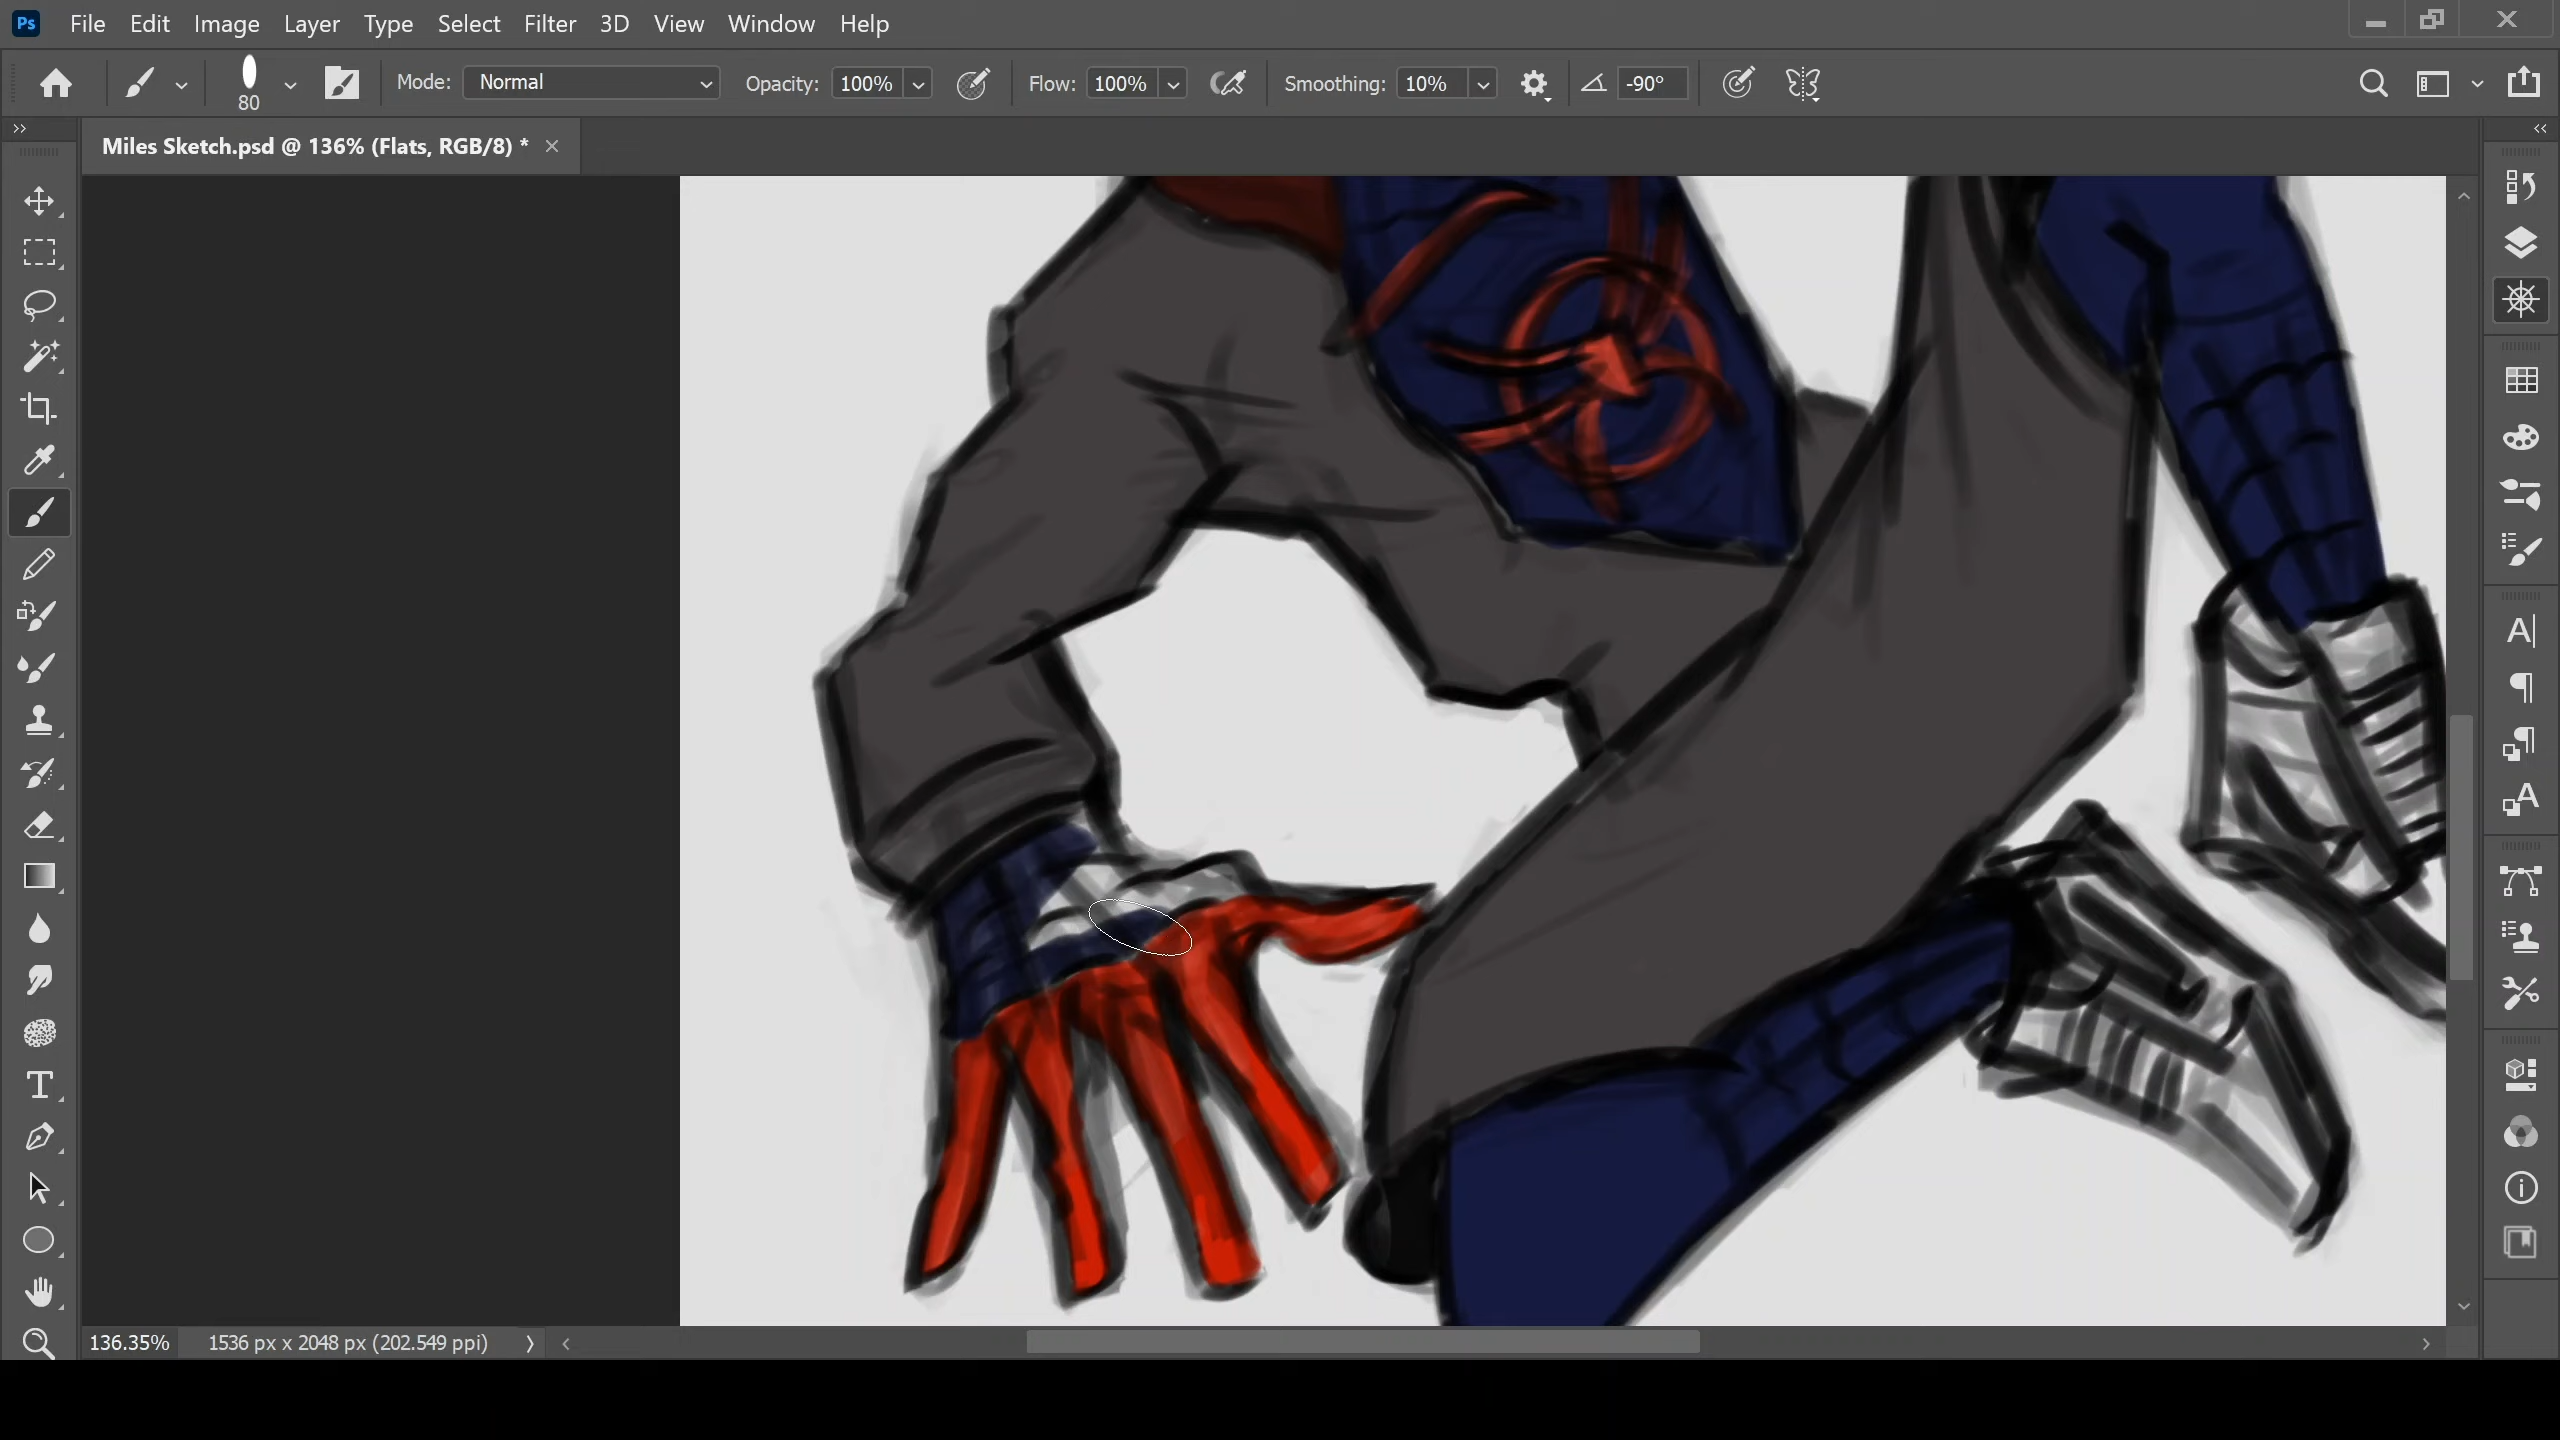 Ps File Edit Image Layer Type Select Filter 3D View Window Help
80 Mode: Normal Opacity: 100% Flow: 100% Smoothing: 10% -90°
Miles Sketch.psd @ 136% (Flats, RGB/8) *
136.35% 1536 px x 2048 px (202.549 ppi)